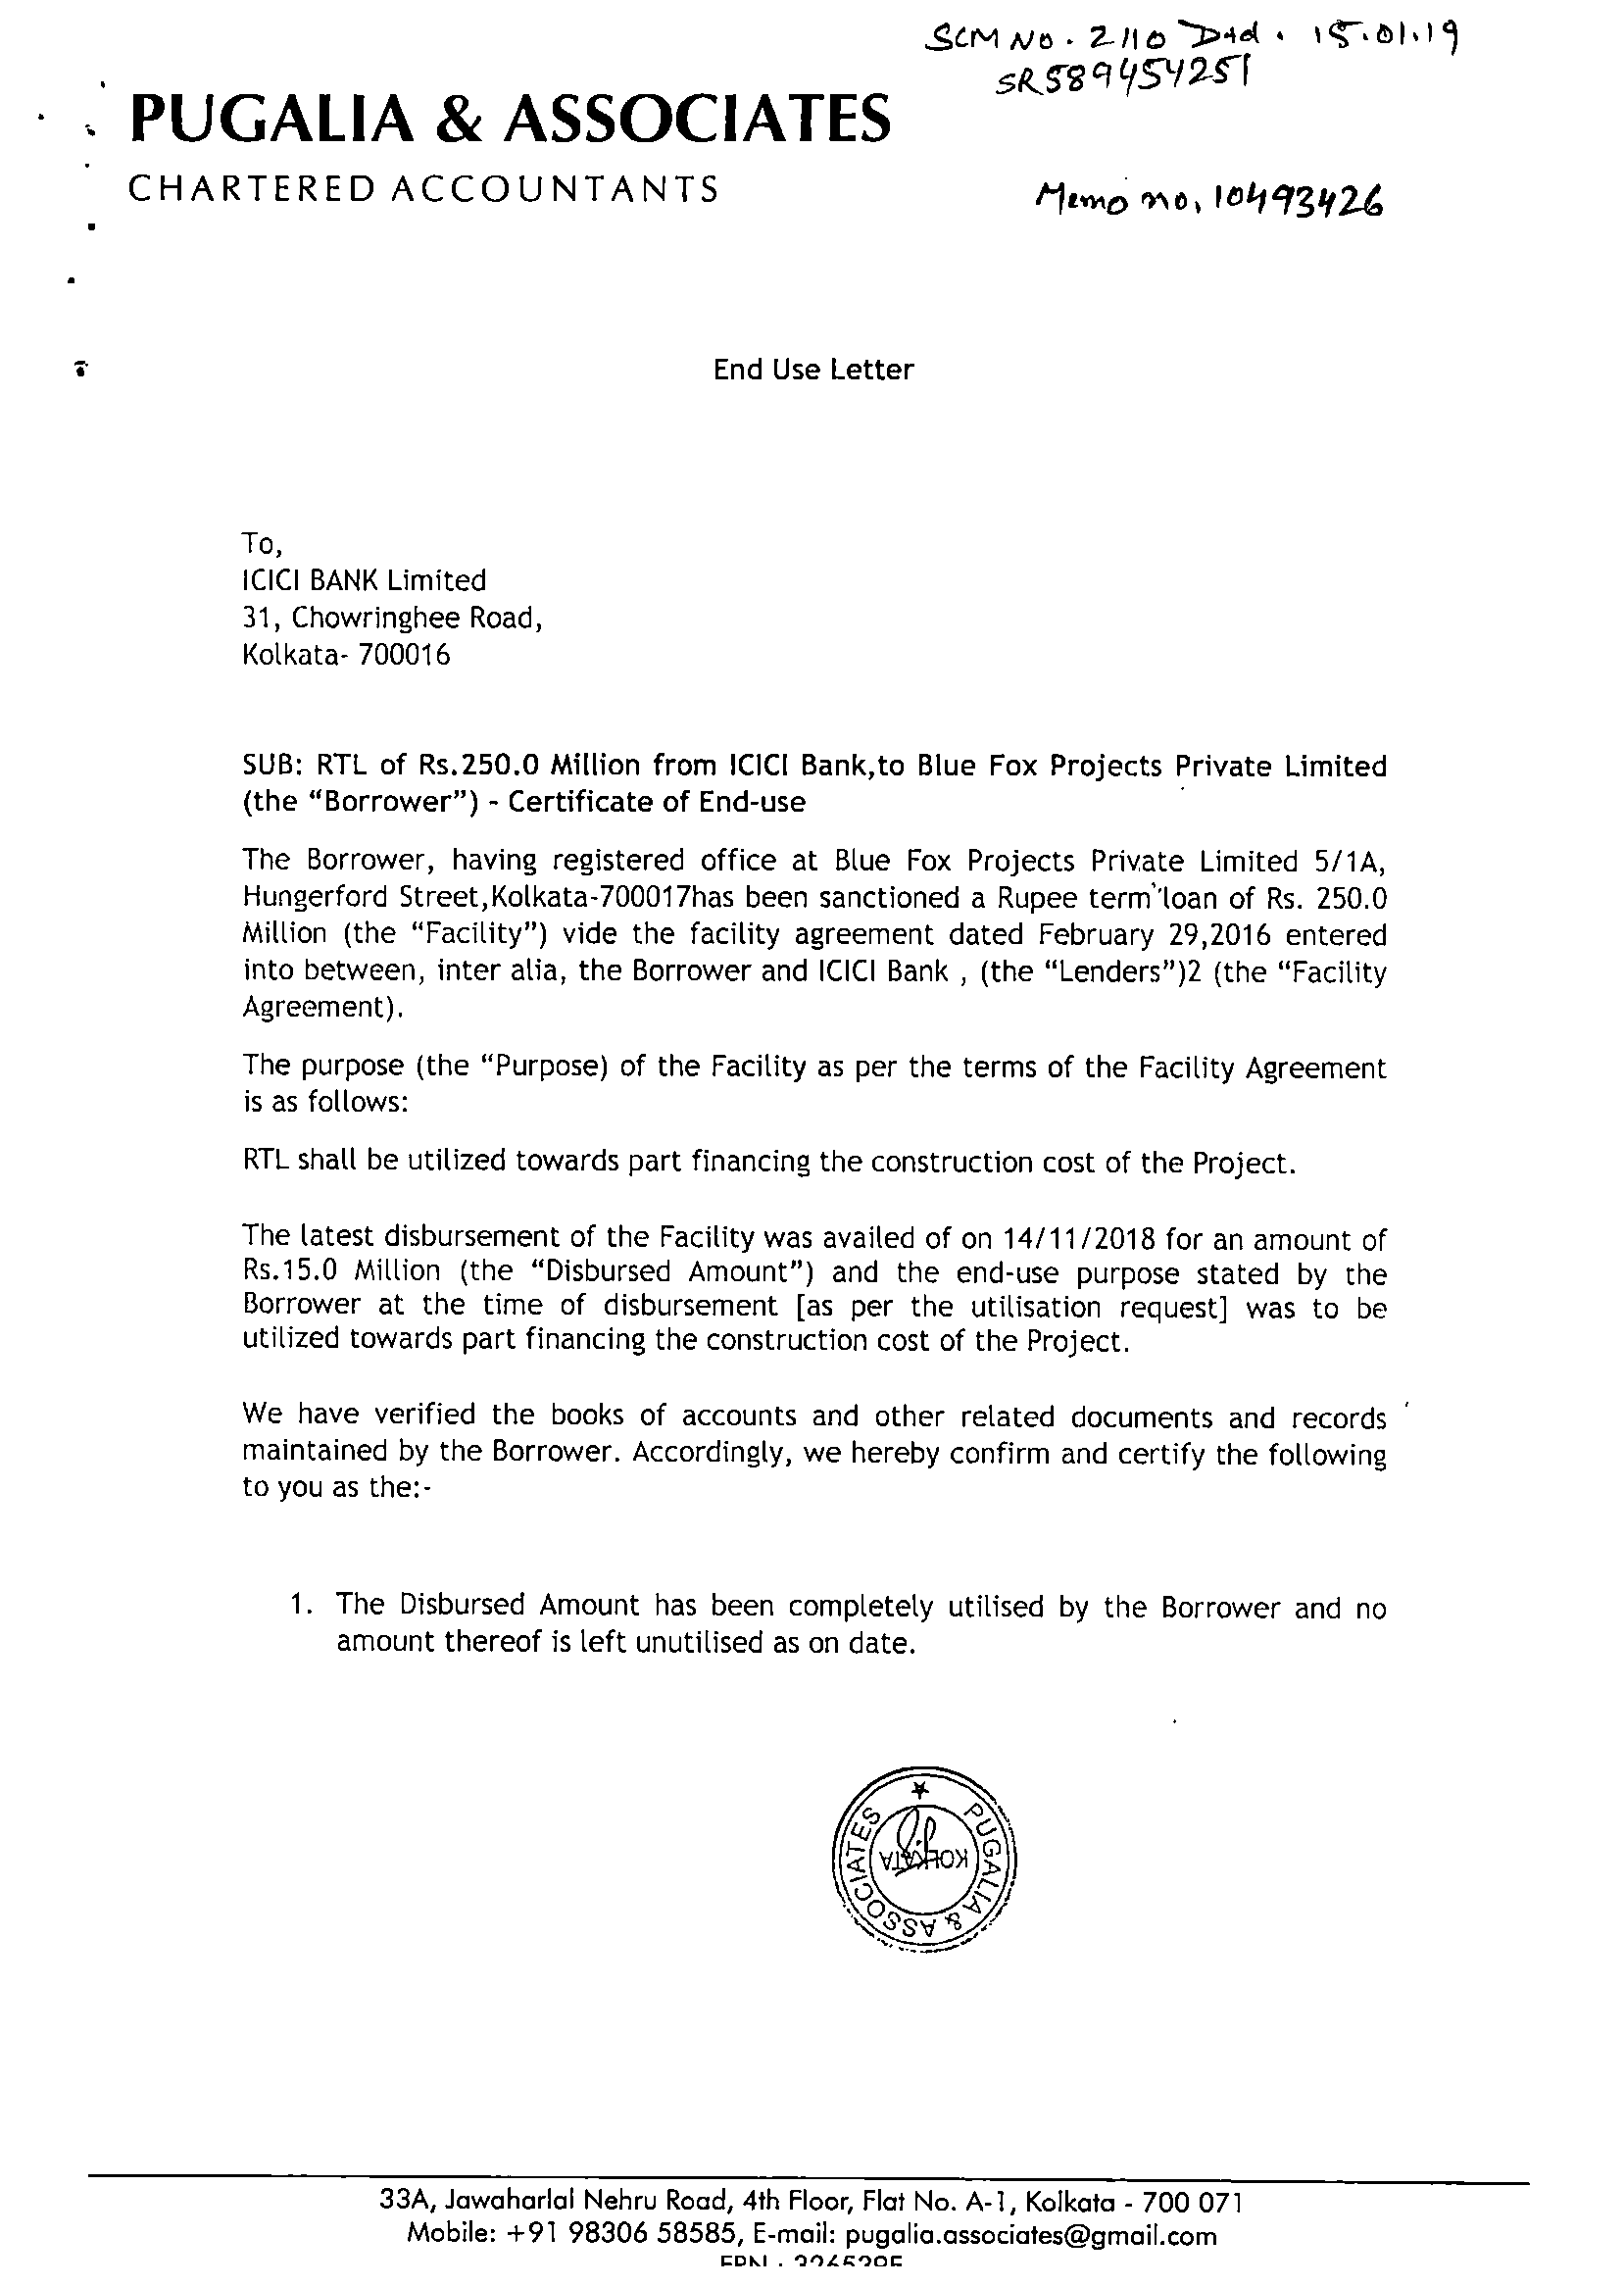 SCM No. 2110 Dtd. 15.01.19
SR589454251
PUGALIA & ASSOCIATES
CHARTERED ACCOUNTANTS
Memo no, 10493426
End Use Letter
To,
ICICI BANK Limited
31, Chowringhee Road,
Kolkata- 700016
SUB: RTL of Rs.250.0 Million from ICICI Bank,to Blue Fox Projects Private Limited
(the “Borrower”) - Certificate of End-use
The Borrower, having registered office at Blue Fox Projects Private Limited 5/1A,
Hungerford Street,Kolkata-700017has been sanctioned a Rupee term loan of Rs. 250.0
Million (the “Facility”) vide the facility agreement dated February 29,2016 entered
into between, inter alia, the Borrower and ICICI Bank , (the “Lenders”)2 (the “Facility
Agreement).
The purpose (the “Purpose) of the Facility as per the terms of the Facility Agreement
is as follows:
RTL shall be utilized towards part financing the construction cost of the Project.
The latest disbursement of the Facility was availed of on 14/11/2018 for an amount of
Rs.15.0 Million (the “Disbursed Amount”) and the end-use purpose stated by the
Borrower at the time of disbursement [as per the utilisation request] was to be
utilized towards part financing the construction cost of the Project.
We have verified the books of accounts and other related documents and records
maintained by the Borrower. Accordingly, we hereby confirm and certify the following
to you as the:-
1. The Disbursed Amount has been completely utilised by the Borrower and no
amount thereof is left unutilised as on date.
PUGALIA & ASSOCIATES
KOLKATA
33A, Jawaharlal Nehru Road, 4th Floor, Flat No. A-1, Kolkata - 700 071
Mobile: +91 98306 58585, E-mail: pugalia.associates@gmail.com